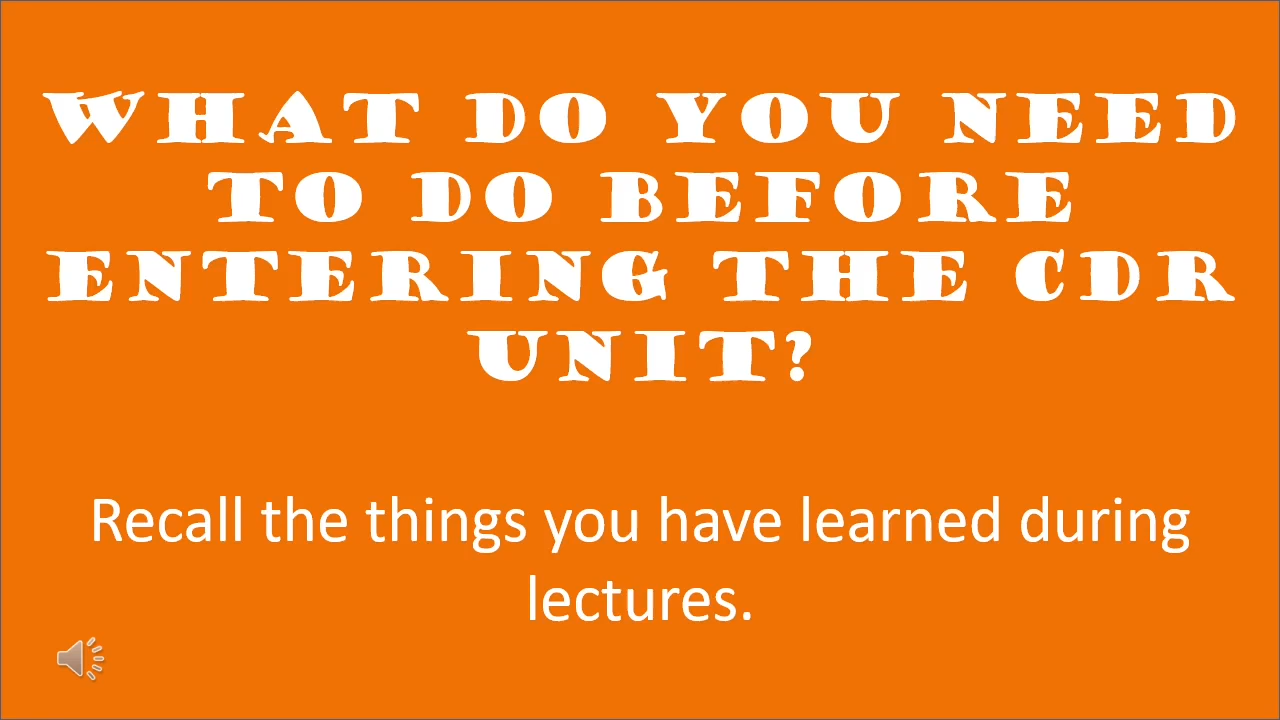 WHAT DO YOU NEED
TO DO BEFORE
ENTERING THE CDR
UNIT?
Recall the things you have learned during
lectures.